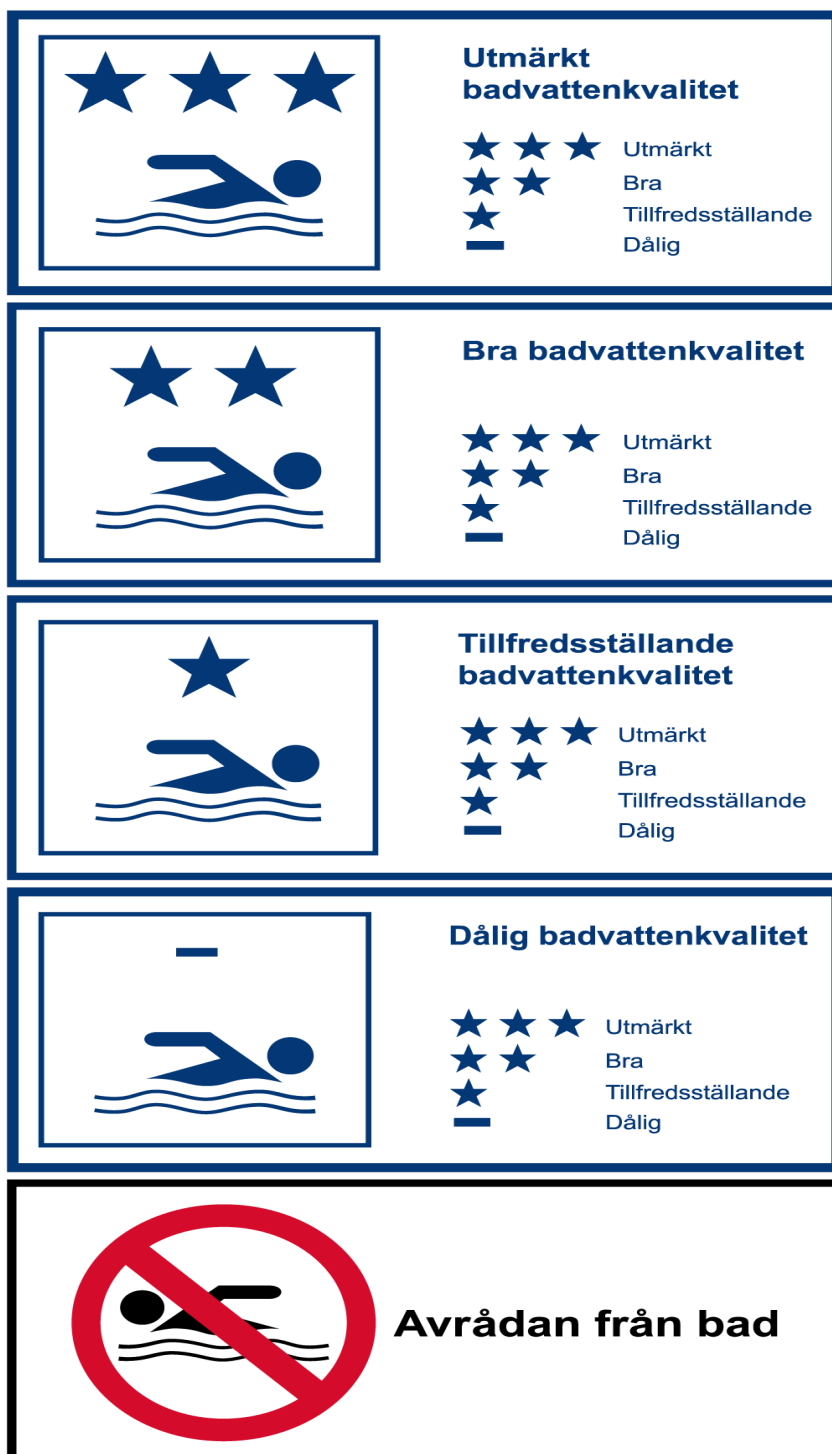 Utmärkt
badvattenkvalitet
Utmärkt
Bra
Tillfredsställande
Dålig
Bra badvattenkvalitet
Utmärkt
Bra
Tillfredsställande
Dålig
Tillfredsställande
badvattenkvalitet
Utmärkt
Bra
Tillfredsställande
Dålig
Dålig badvattenkvalitet
Utmärkt
Bra
Tillfredsställande
Dålig
Avrådan från bad